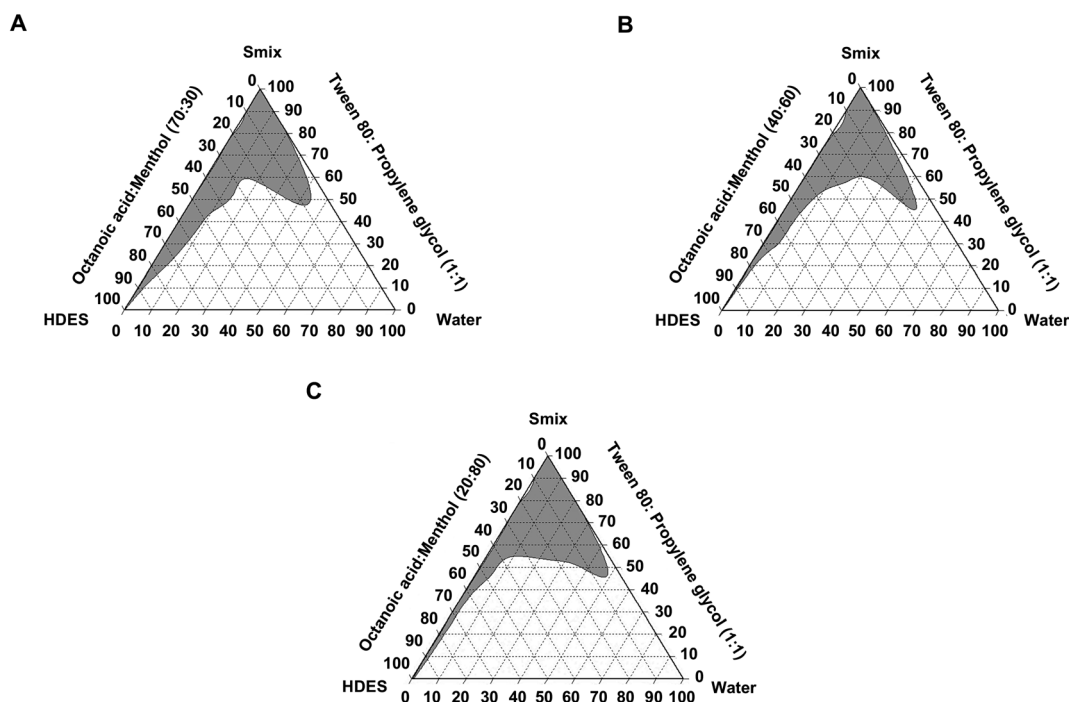 A
Smix
Octanoic acid:Menthol (70:30)
Tween 80: Propylene glycol (1:1)
0 10 20 30 40 50 60 70 80 90 100
100 90 80 70 60 50 40 30 20 10 0
HDES
Water
0 10 20 30 40 50 60 70 80 90 100
B
Smix
Octanoic acid:Menthol (40:60)
Tween 80: Propylene glycol (1:1)
0 10 20 30 40 50 60 70 80 90 100
100 90 80 70 60 50 40 30 20 10 0
HDES
Water
0 10 20 30 40 50 60 70 80 90 100
C
Smix
Octanoic acid:Menthol (20:80)
Tween 80: Propylene glycol (1:1)
0 10 20 30 40 50 60 70 80 90 100
100 90 80 70 60 50 40 30 20 10 0
HDES
Water
0 10 20 30 40 50 60 70 80 90 100